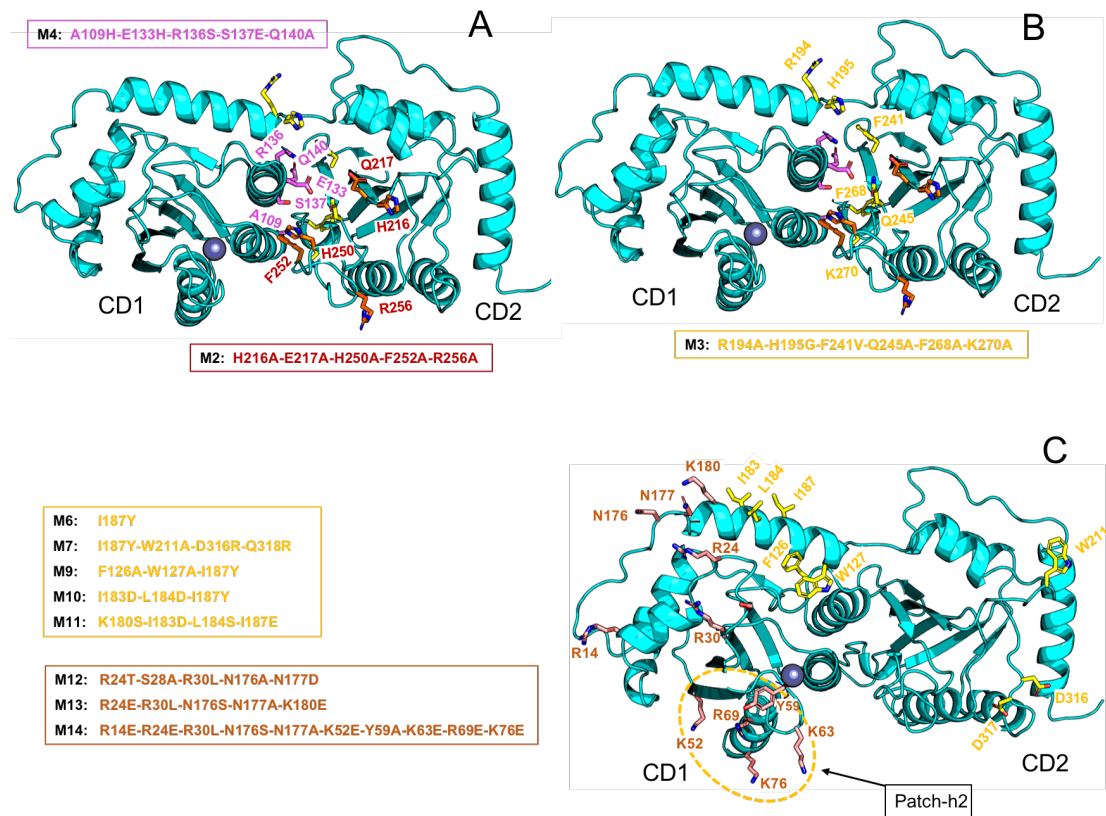 A
M4: A109H-E133H-R136S-S137E-Q140A
R136
Q140
E133
S137
A109
Q217
H216
H250
F252
R256
CD1
CD2
M2: H216A-E217A-H250A-F252A-R256A
B
R194
H195
F241
F268
Q245
K270
CD1
CD2
M3: R194A-H195G-F241V-Q245A-F268A-K270A
M6: I187Y
M7: I187Y-W211A-D316R-Q318R
M9: F126A-W127A-I187Y
M10: I183D-L184D-I187Y
M11: K180S-I183D-L184S-I187E
M12: R24T-S28A-R30L-N176A-N177D
M13: R24E-R30L-N176S-N177A-K180E
M14: R14E-R24E-R30L-N176S-N177A-K52E-Y59A-K63E-R69E-K76E
C
K180
I183
L184
I187
N177
N176
R24
F126
W127
W211
R30
R14
R69
Y59
K52
K63
K76
D316
D317
CD1
CD2
Patch-h2